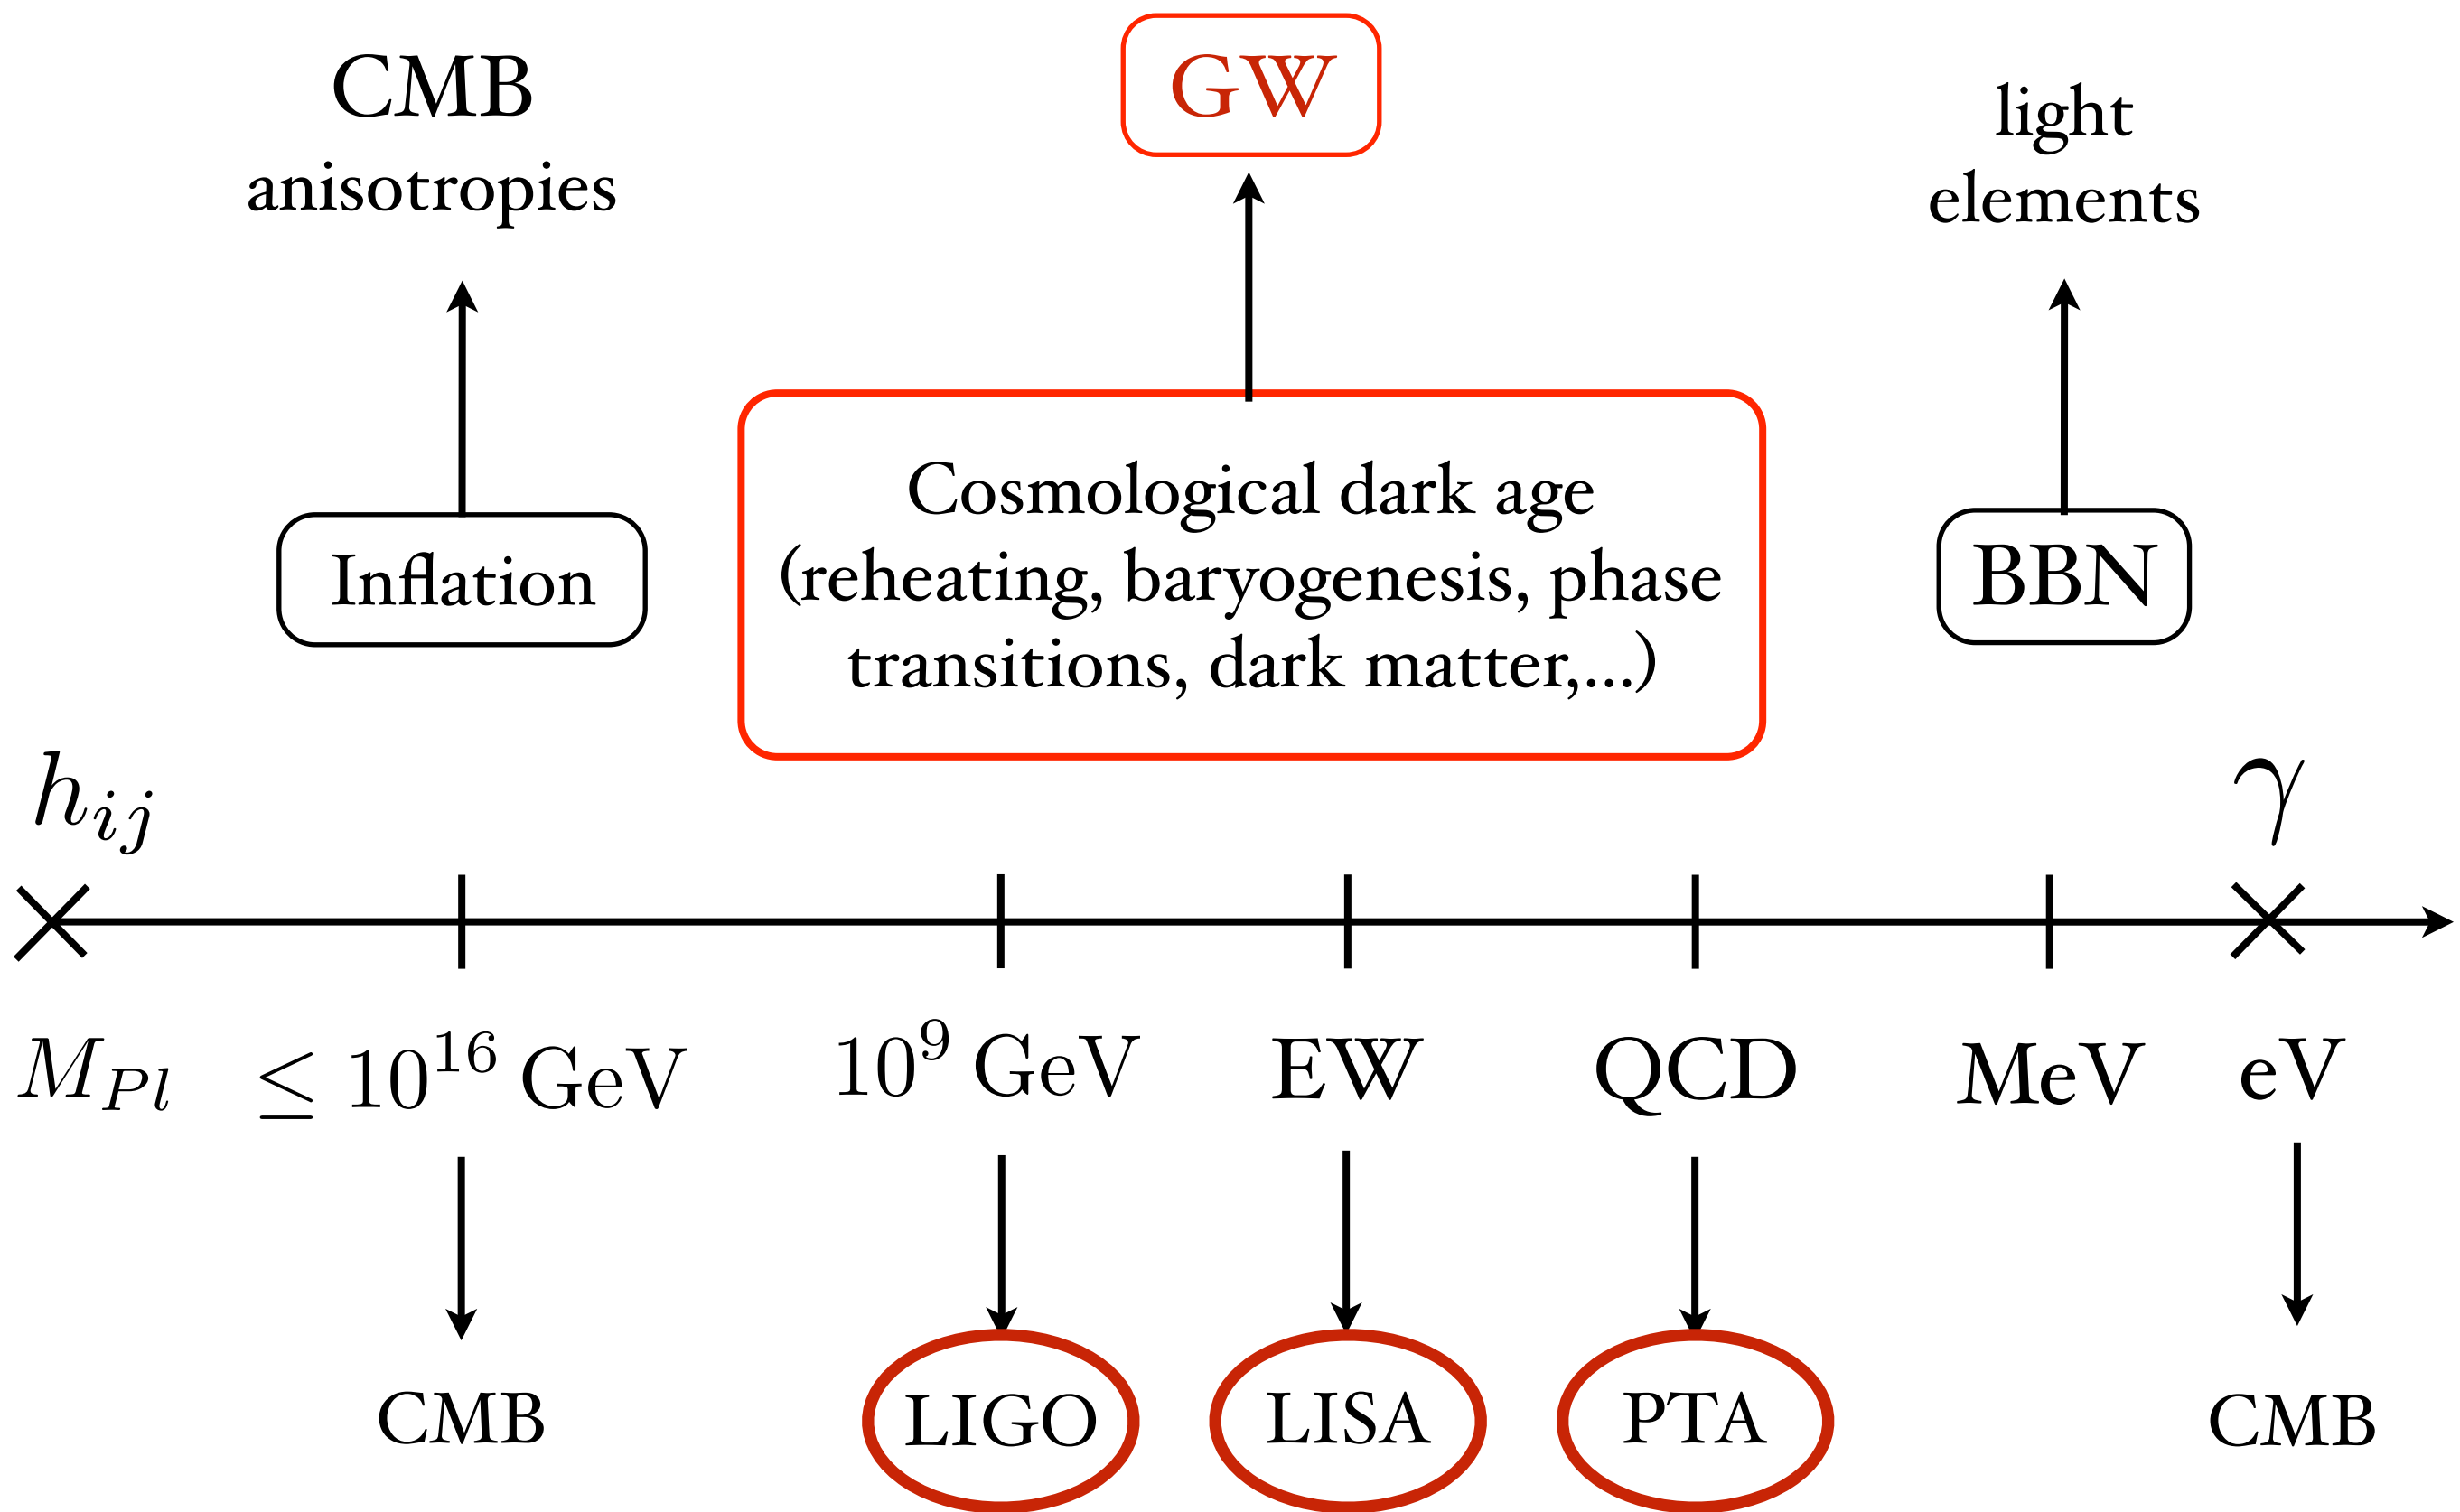 CMB
anisotropies
GW
light
elements
Inflation
Cosmological dark age
(reheating, baryogenesis, phase
transitions, dark matter,...)
BBN
h_{ij}
γ
M_{Pl}
≤ 10^{16} GeV
10^{9} GeV
EW
QCD
MeV
eV
CMB
LIGO
LISA
PTA
CMB